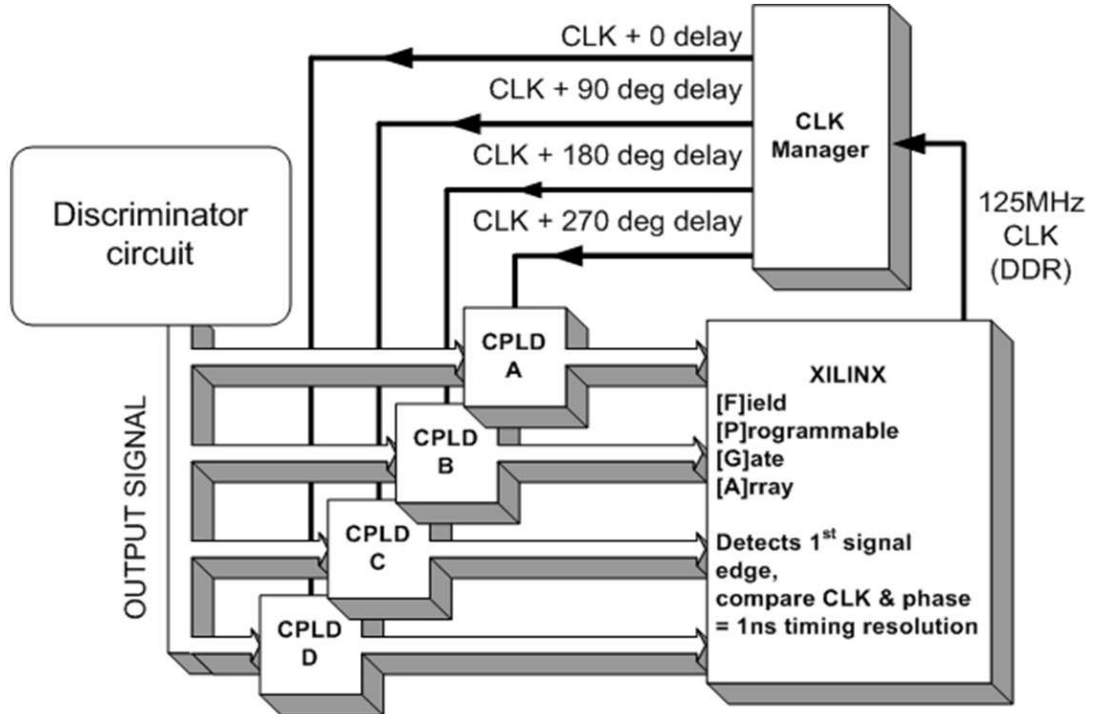 CLK + 0 delay
CLK + 90 deg delay
CLK + 180 deg delay
CLK + 270 deg delay
CLK
Manager
125MHz
CLK
(DDR)
Discriminator
circuit
OUTPUT SIGNAL
CPLD
A
CPLD
B
CPLD
C
CPLD
D
XILINX
[F]ield
[P]rogrammable
[G]ate
[A]rray
Detects 1st signal
edge,
compare CLK & phase
= 1ns timing resolution